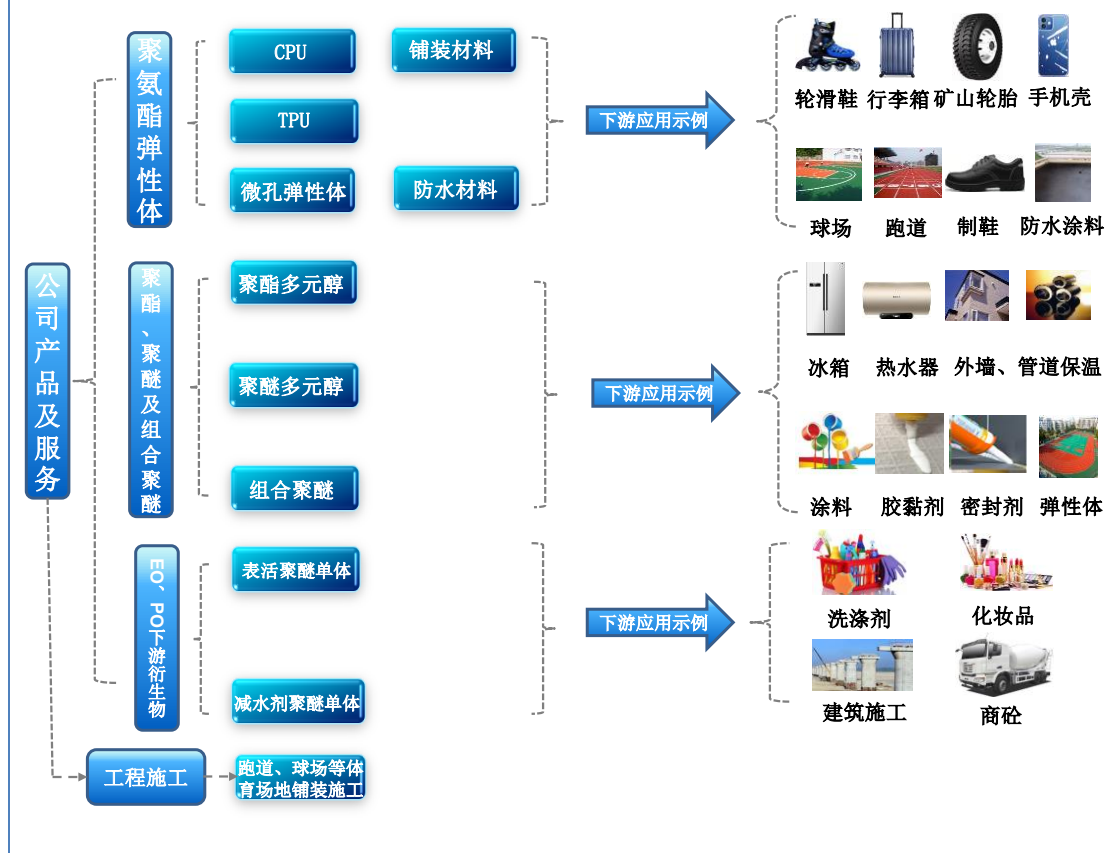 公司产品及服务
聚氨酯弹性体
CPU
铺装材料
TPU
微孔弹性体
防水材料
下游应用示例
轮滑鞋
行李箱
矿山轮胎
手机壳
球场
跑道
制鞋
防水涂料
聚酯、聚醚及组合聚醚
聚酯多元醇
聚醚多元醇
组合聚醚
下游应用示例
冰箱
热水器
外墙、管道保温
涂料
胶黏剂
密封剂
弹性体
EO、PO下游衍生物
表活聚醚单体
减水剂聚醚单体
下游应用示例
洗涤剂
化妆品
建筑施工
商砼
工程施工
跑道、球场等体
育场地铺装施工